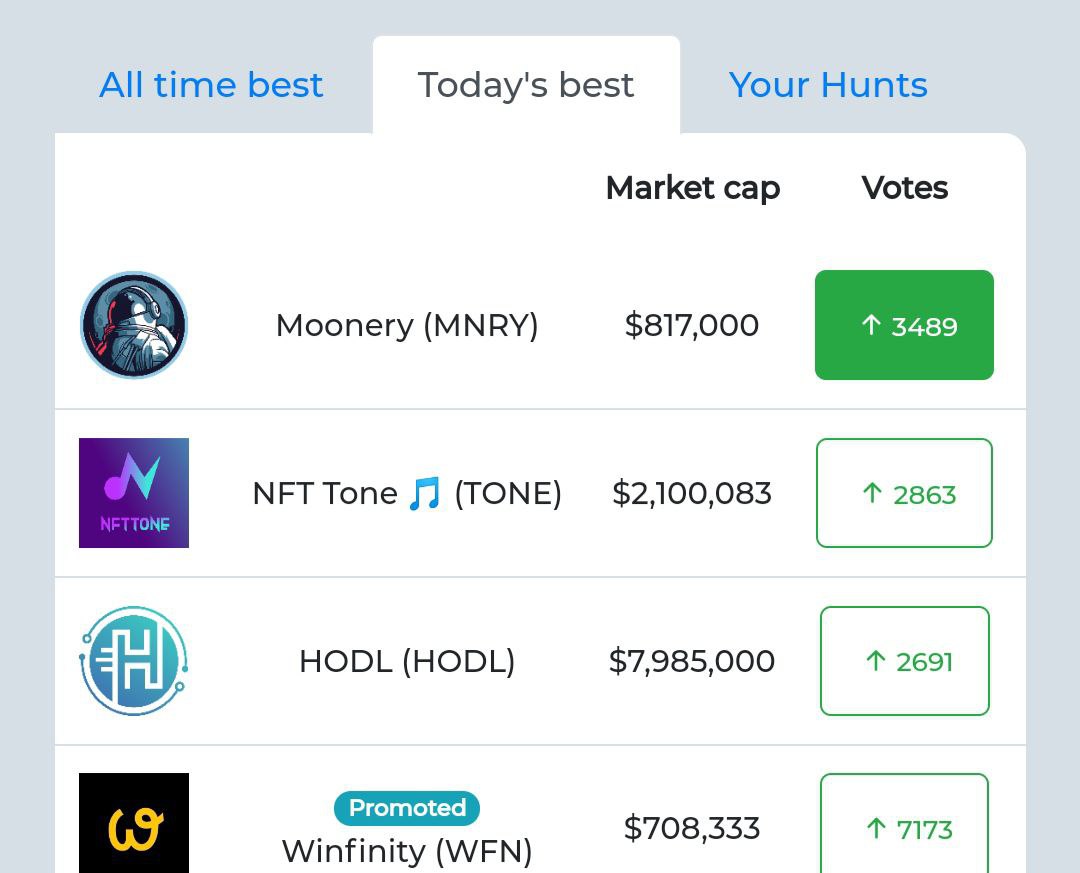 All time best Today's best Your Hunts
Market cap Votes
Moonery (MNRY) $817,000 ↑ 3489
NFT Tone 🎵 (TONE) $2,100,083 ↑ 2863
NFTTONE
HODL (HODL) $7,985,000 ↑ 2691
Promoted
Winfinity (WFN) $708,333 ↑ 7173